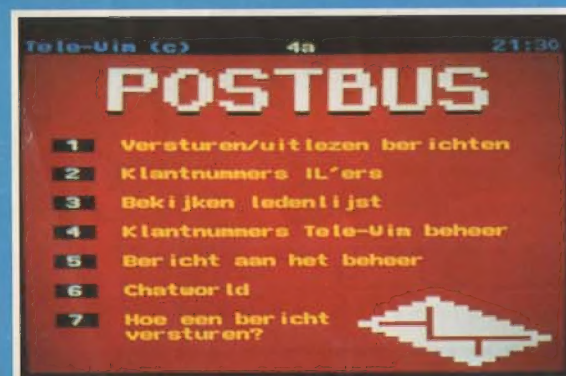 Tele-Vim (c) 4a 21:30
POSTBUS
1 Versturen/uitlezen berichten
2 Klantnummers IL'ers
3 Bekijken ledenlijst
4 Klantnummers Tele-Vim beheer
5 Bericht aan het beheer
6 Chatworld
7 Hoe een bericht
versturen?